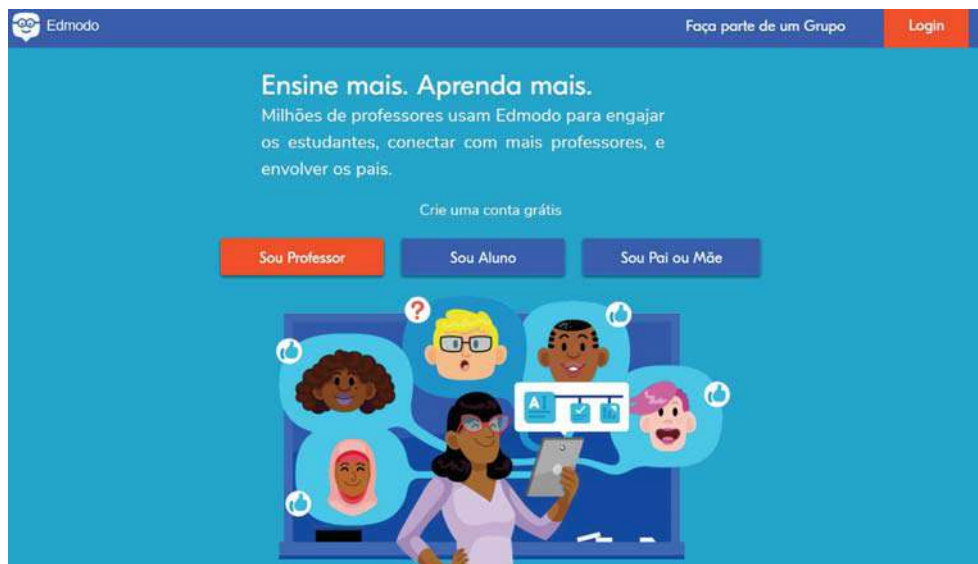 Edmodo
Faça parte de um Grupo
Login
Ensine mais. Aprenda mais.
Milhões de professores usam Edmodo para engajar
os estudantes, conectar com mais professores, e
envolver os pais.
Crie uma conta grátis
Sou Professor
Sou Aluno
Sou Pai ou Mãe
?
A